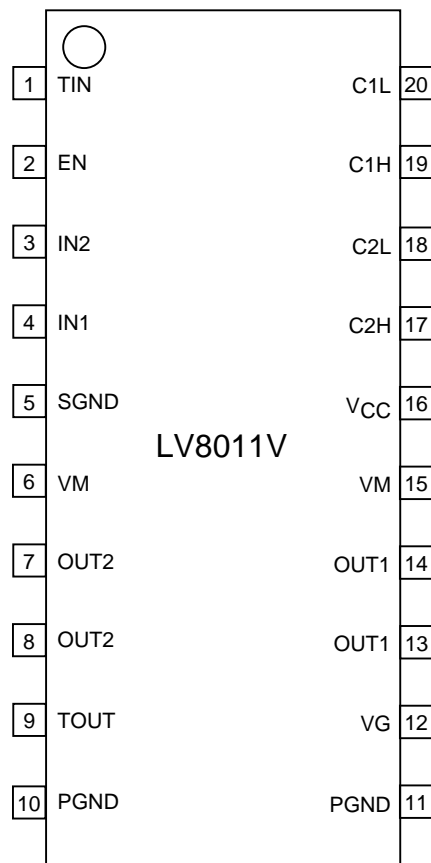 1 TIN C1L 20
2 EN C1H 19
3 IN2 C2L 18
4 IN1 C2H 17
5 SGND VCC 16
LV8011V
6 VM VM 15
7 OUT2 OUT1 14
8 OUT2 OUT1 13
9 TOUT VG 12
10 PGND PGND 11